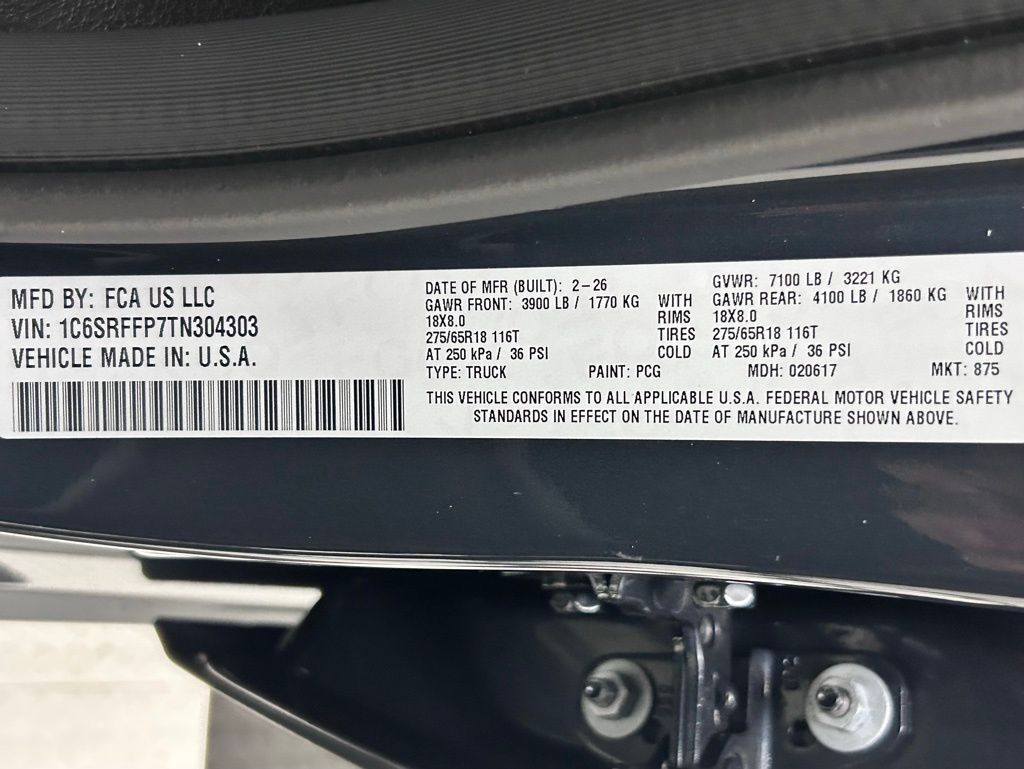 MFD BY: FCA US LLC
VIN: 1C6SRFFP7TN304303
VEHICLE MADE IN: U.S.A.
DATE OF MFR (BUILT): 2-26
GAWR FRONT: 3900 LB / 1770 KG WITH
18X8.0 RIMS
275/65R18 116T TIRES
AT 250 kPa / 36 PSI COLD
TYPE: TRUCK PAINT: PCG
GVWR: 7100 LB / 3221 KG
GAWR REAR: 4100 LB / 1860 KG WITH
18X8.0 RIMS
275/65R18 116T TIRES
AT 250 kPa / 36 PSI COLD
MDH: 020617 MKT: 875
THIS VEHICLE CONFORMS TO ALL APPLICABLE U.S.A. FEDERAL MOTOR VEHICLE SAFETY
STANDARDS IN EFFECT ON THE DATE OF MANUFACTURE SHOWN ABOVE.